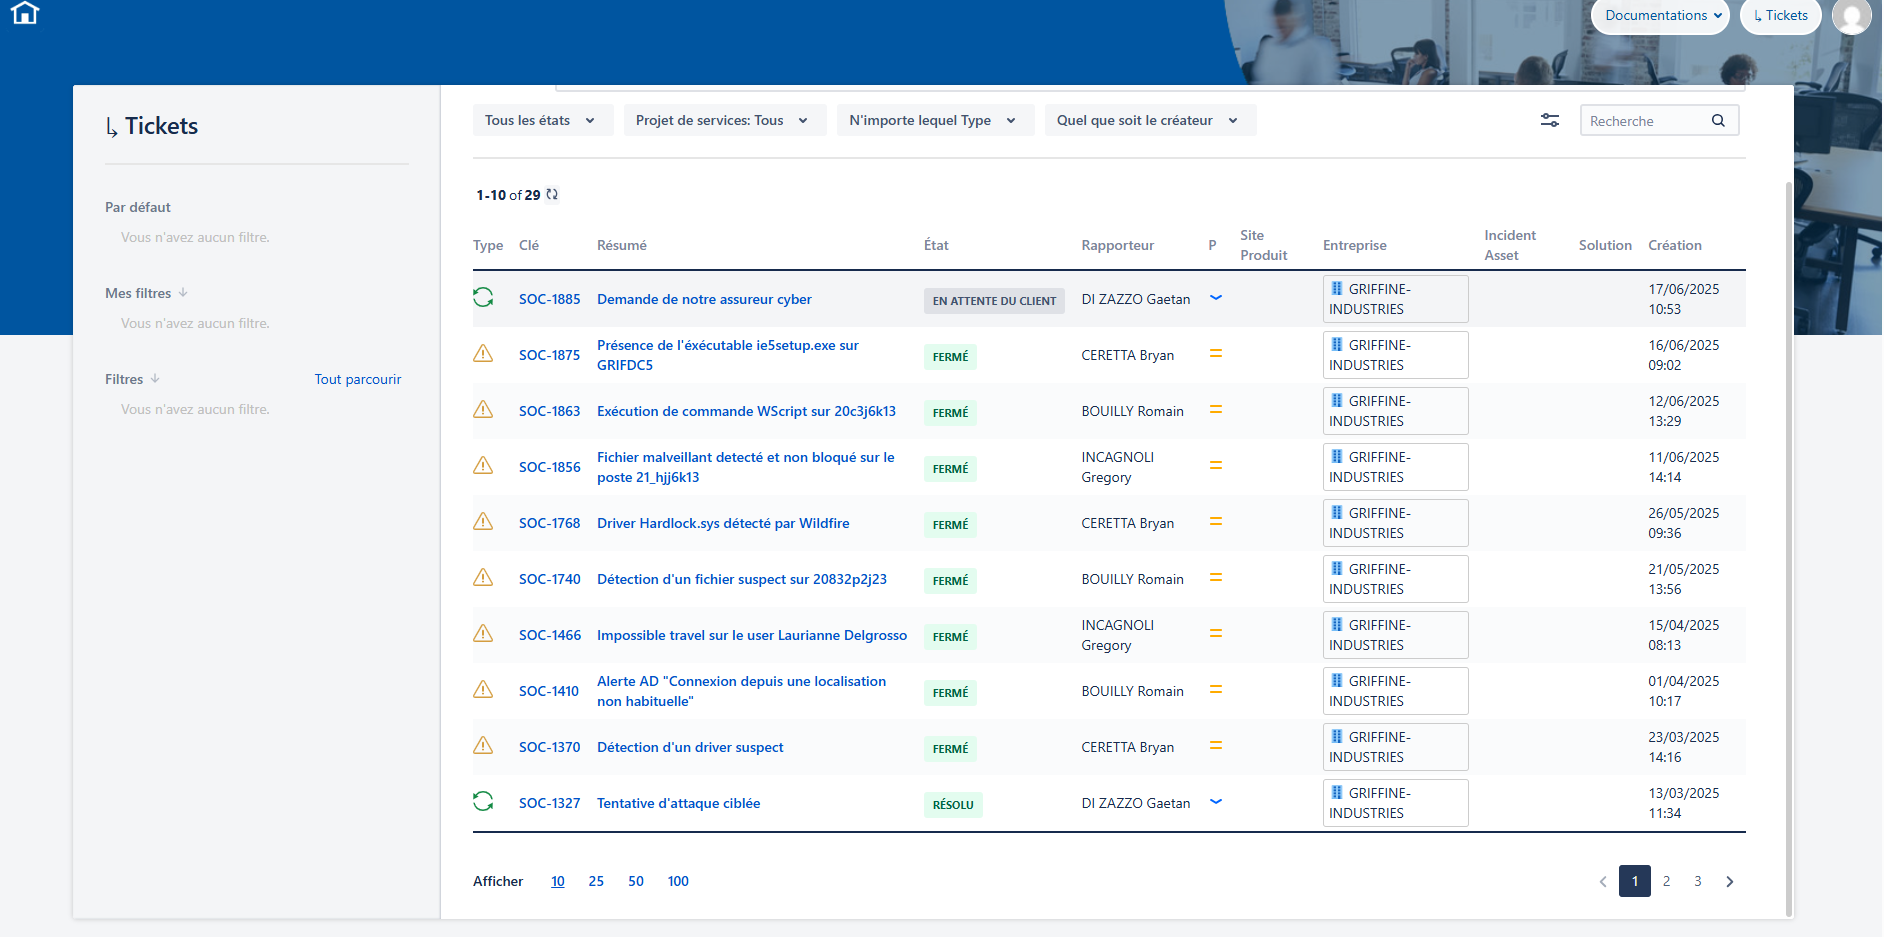 Documentations
↳ Tickets
↳ Tickets
Par défaut
Vous n'avez aucun filtre.
Mes filtres ↓
Vous n'avez aucun filtre.
Filtres ↓ Tout parcourir
Vous n'avez aucun filtre.
Tous les états Projet de services: Tous N'importe lequel Type Quel que soit le créateur Recherche
1-10 of 29
Type Clé Résumé État Rapporteur P Site Produit Entreprise Incident Asset Solution Création
SOC-1885 Demande de notre assureur cyber EN ATTENTE DU CLIENT DI ZAZZO Gaetan GRIFFINE-INDUSTRIES 17/06/2025 10:53
SOC-1875 Présence de l'éxécutable ie5setup.exe sur GRIFDC5 FERMÉ CERETTA Bryan GRIFFINE-INDUSTRIES 16/06/2025 09:02
SOC-1863 Exécution de commande WScript sur 20c3j6k13 FERMÉ BOUILLY Romain GRIFFINE-INDUSTRIES 12/06/2025 13:29
SOC-1856 Fichier malveillant detecté et non bloqué sur le poste 21_hjj6k13 FERMÉ INCAGNOLI Gregory GRIFFINE-INDUSTRIES 11/06/2025 14:14
SOC-1768 Driver Hardlock.sys détecté par Wildfire FERMÉ CERETTA Bryan GRIFFINE-INDUSTRIES 26/05/2025 09:36
SOC-1740 Détection d'un fichier suspect sur 20832p2j23 FERMÉ BOUILLY Romain GRIFFINE-INDUSTRIES 21/05/2025 13:56
SOC-1466 Impossible travel sur le user Laurianne Delgrosso FERMÉ INCAGNOLI Gregory GRIFFINE-INDUSTRIES 15/04/2025 08:13
SOC-1410 Alerte AD "Connexion depuis une localisation non habituelle" FERMÉ BOUILLY Romain GRIFFINE-INDUSTRIES 01/04/2025 10:17
SOC-1370 Détection d'un driver suspect FERMÉ CERETTA Bryan GRIFFINE-INDUSTRIES 23/03/2025 14:16
SOC-1327 Tentative d'attaque ciblée RÉSOLU DI ZAZZO Gaetan GRIFFINE-INDUSTRIES 13/03/2025 11:34
Afficher 10 25 50 100 1 2 3